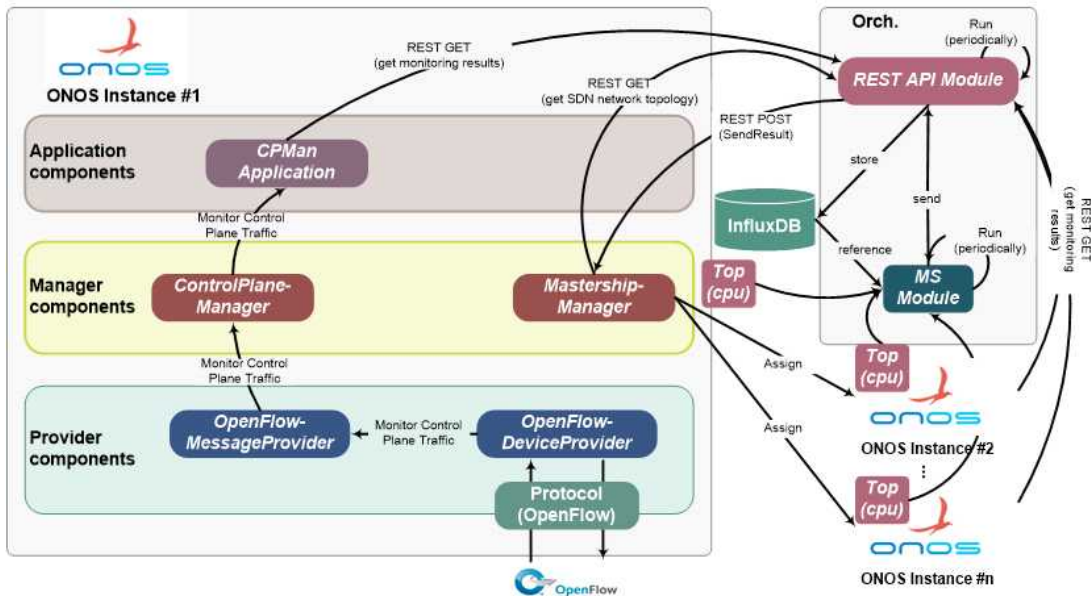 onos
ONOS Instance #1
REST GET
(get monitoring results)
REST GET
(get SDN network topology)
REST POST
(SendResult)
Orch.
Run
(periodically)
REST API Module
Application
components
CPMan
Application
store
send
InfluxDB
reference
Run
(periodically)
REST GET
(get monitoring
results)
Monitor Control
Plane Traffic
Manager
components
ControlPlane-
Manager
Mastership-
Manager
Top
(cpu)
MS
Module
Monitor Control
Plane Traffic
Assign
Top
(cpu)
onos
ONOS Instance #2
...
Provider
components
OpenFlow-
MessageProvider
Monitor Control
Plane Traffic
OpenFlow-
DeviceProvider
Assign
Protocol
(OpenFlow)
Top
(cpu)
onos
ONOS Instance #n
OpenFlow